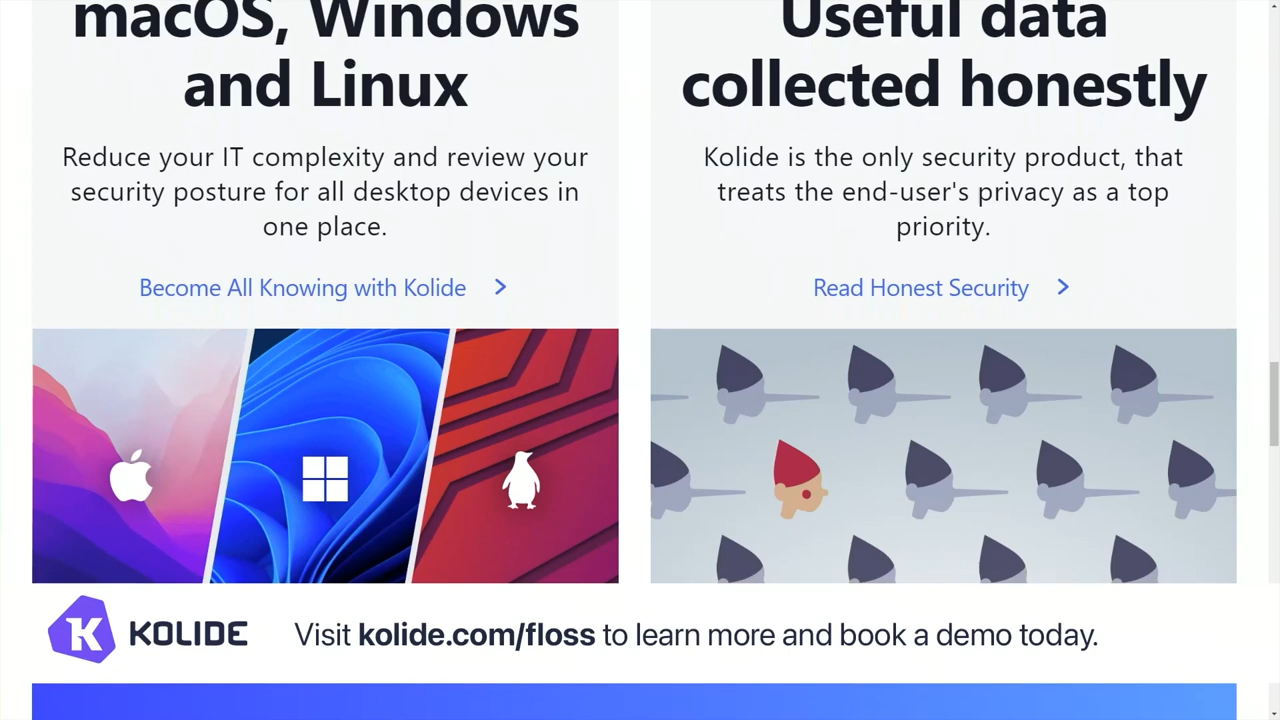 macOS, Windows
and Linux
Reduce your IT complexity and review your
security posture for all desktop devices in
one place.
Become All Knowing with Kolide
Useful data
collected honestly
Kolide is the only security product, that
treats the end-user's privacy as a top
priority.
Read Honest Security
K KOLIDE Visit kolide.com/floss to learn more and book a demo today.